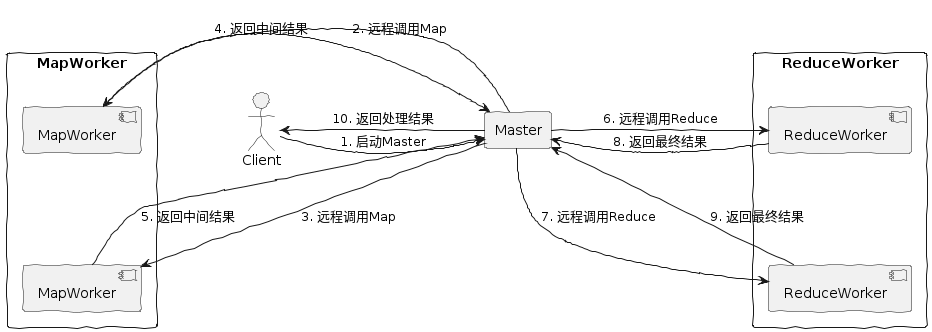 4. 返回中间结果
2. 远程调用Map
MapWorker
ReduceWorker
MapWorker
Client
10. 返回处理结果
1. 启动Master
Master
6. 远程调用Reduce
8. 返回最终结果
ReduceWorker
5. 返回中间结果
3. 远程调用Map
7. 远程调用Reduce
9. 返回最终结果
MapWorker
ReduceWorker